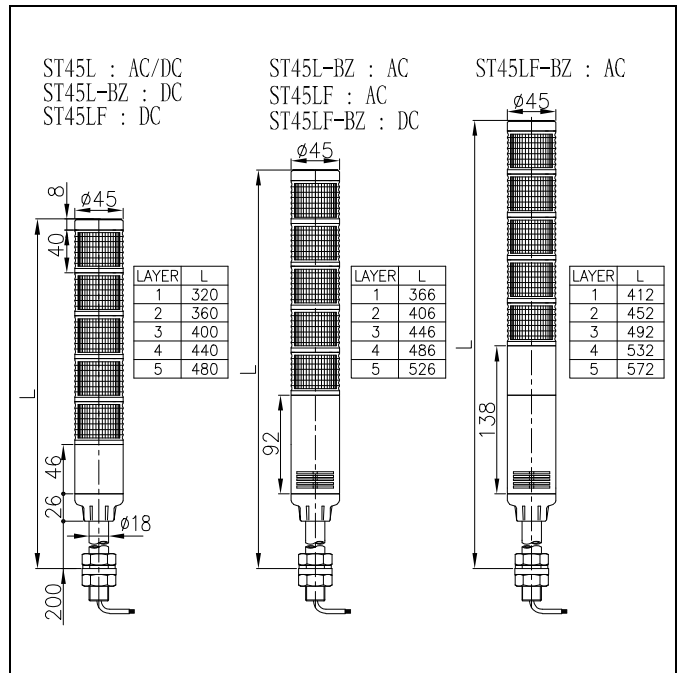 ST45L : AC/DC
ST45L-BZ : DC
ST45LF : DC
ø45
8
40
L
46
26
ø18
200
LAYER L
1 320
2 360
3 400
4 440
5 480
ST45L-BZ : AC
ST45LF : AC
ST45LF-BZ : DC
ø45
L
92
LAYER L
1 366
2 406
3 446
4 486
5 526
ST45LF-BZ : AC
ø45
L
138
LAYER L
1 412
2 452
3 492
4 532
5 572